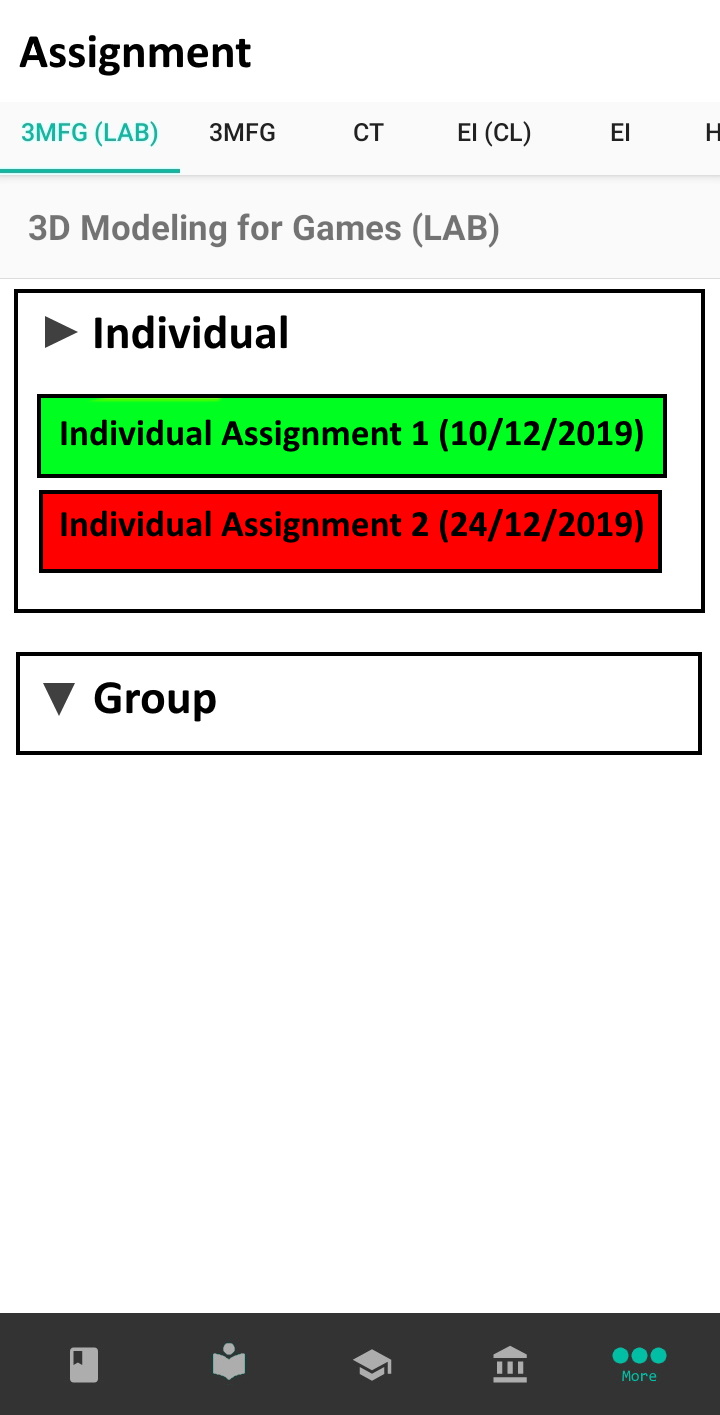 Assignment
3MFG (LAB) 3MFG CT EI (CL) EI H
3D Modeling for Games (LAB)
Individual
Individual Assignment 1 (10/12/2019)
Individual Assignment 2 (24/12/2019)
Group
More